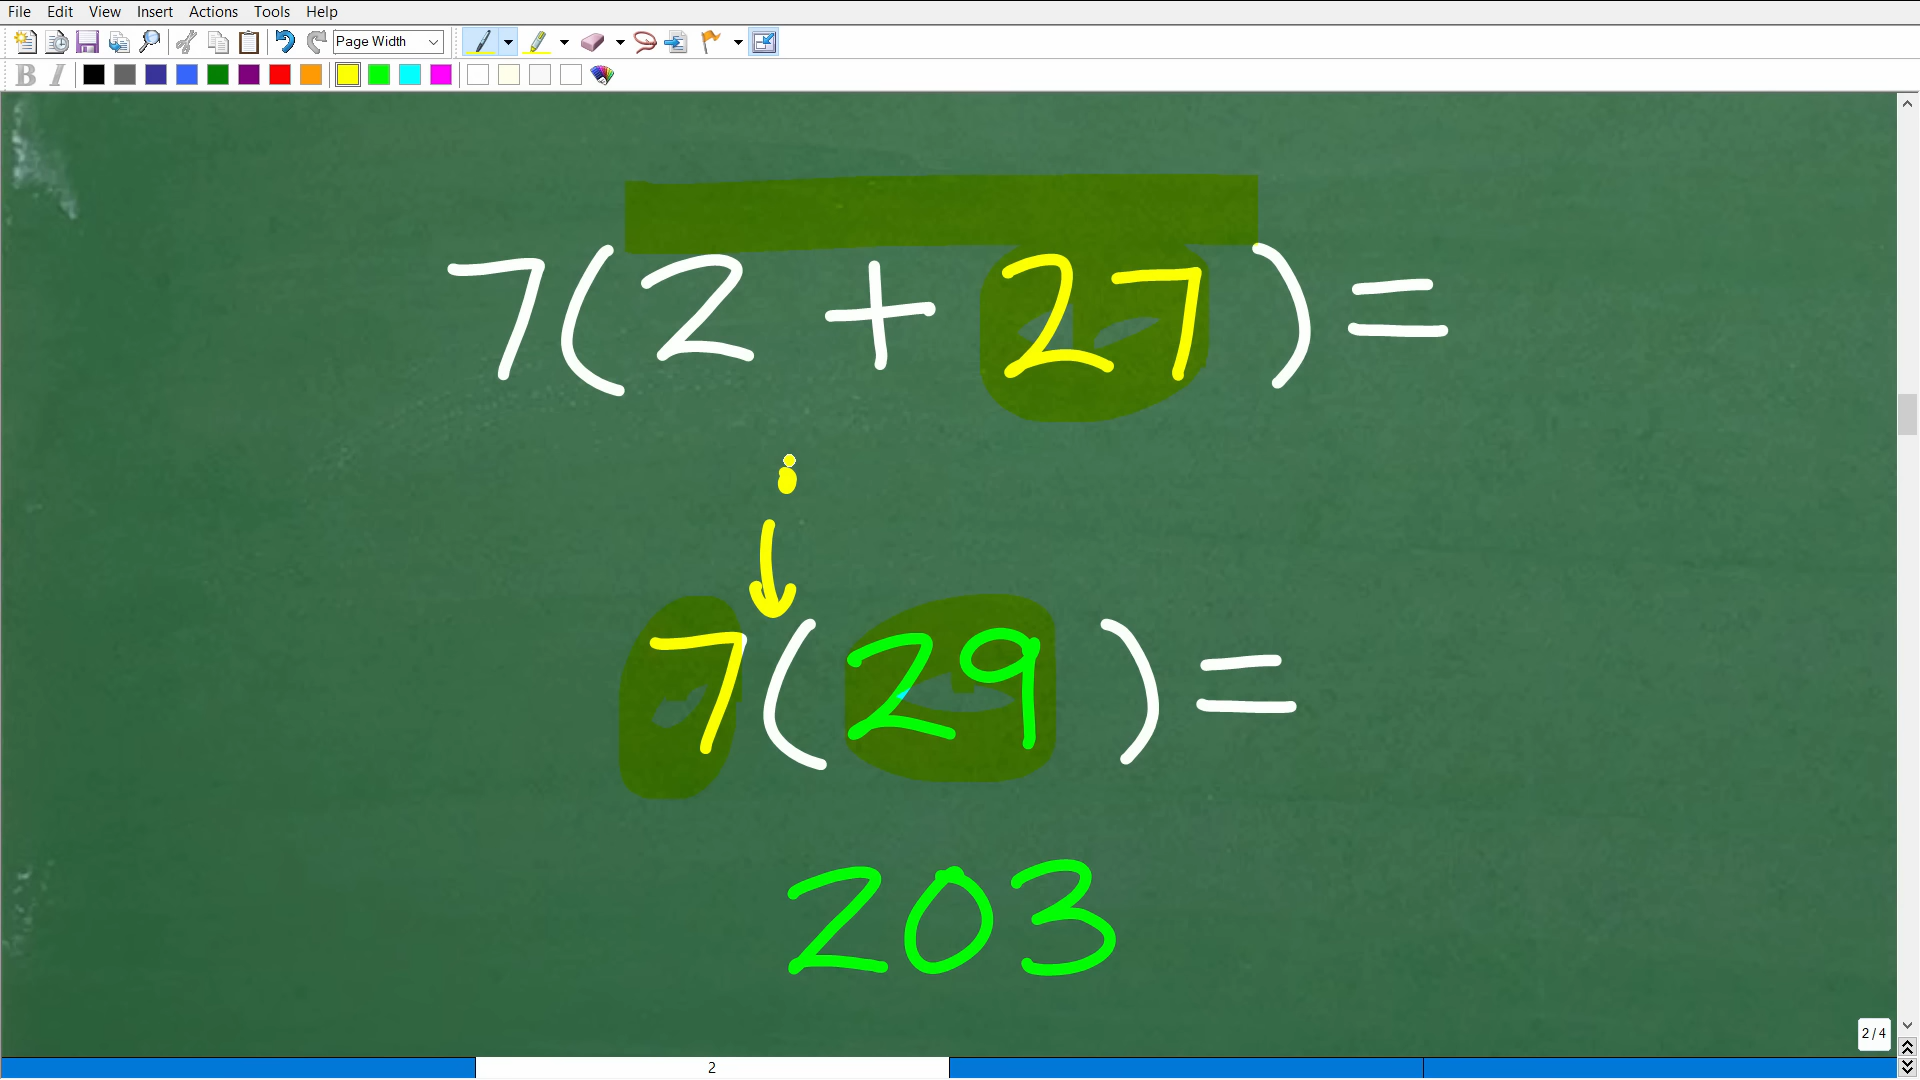 File Edit View Insert Actions Tools Help
Page Width
B I
7(2 + 27) =
7(29) =
203
2 / 4
2